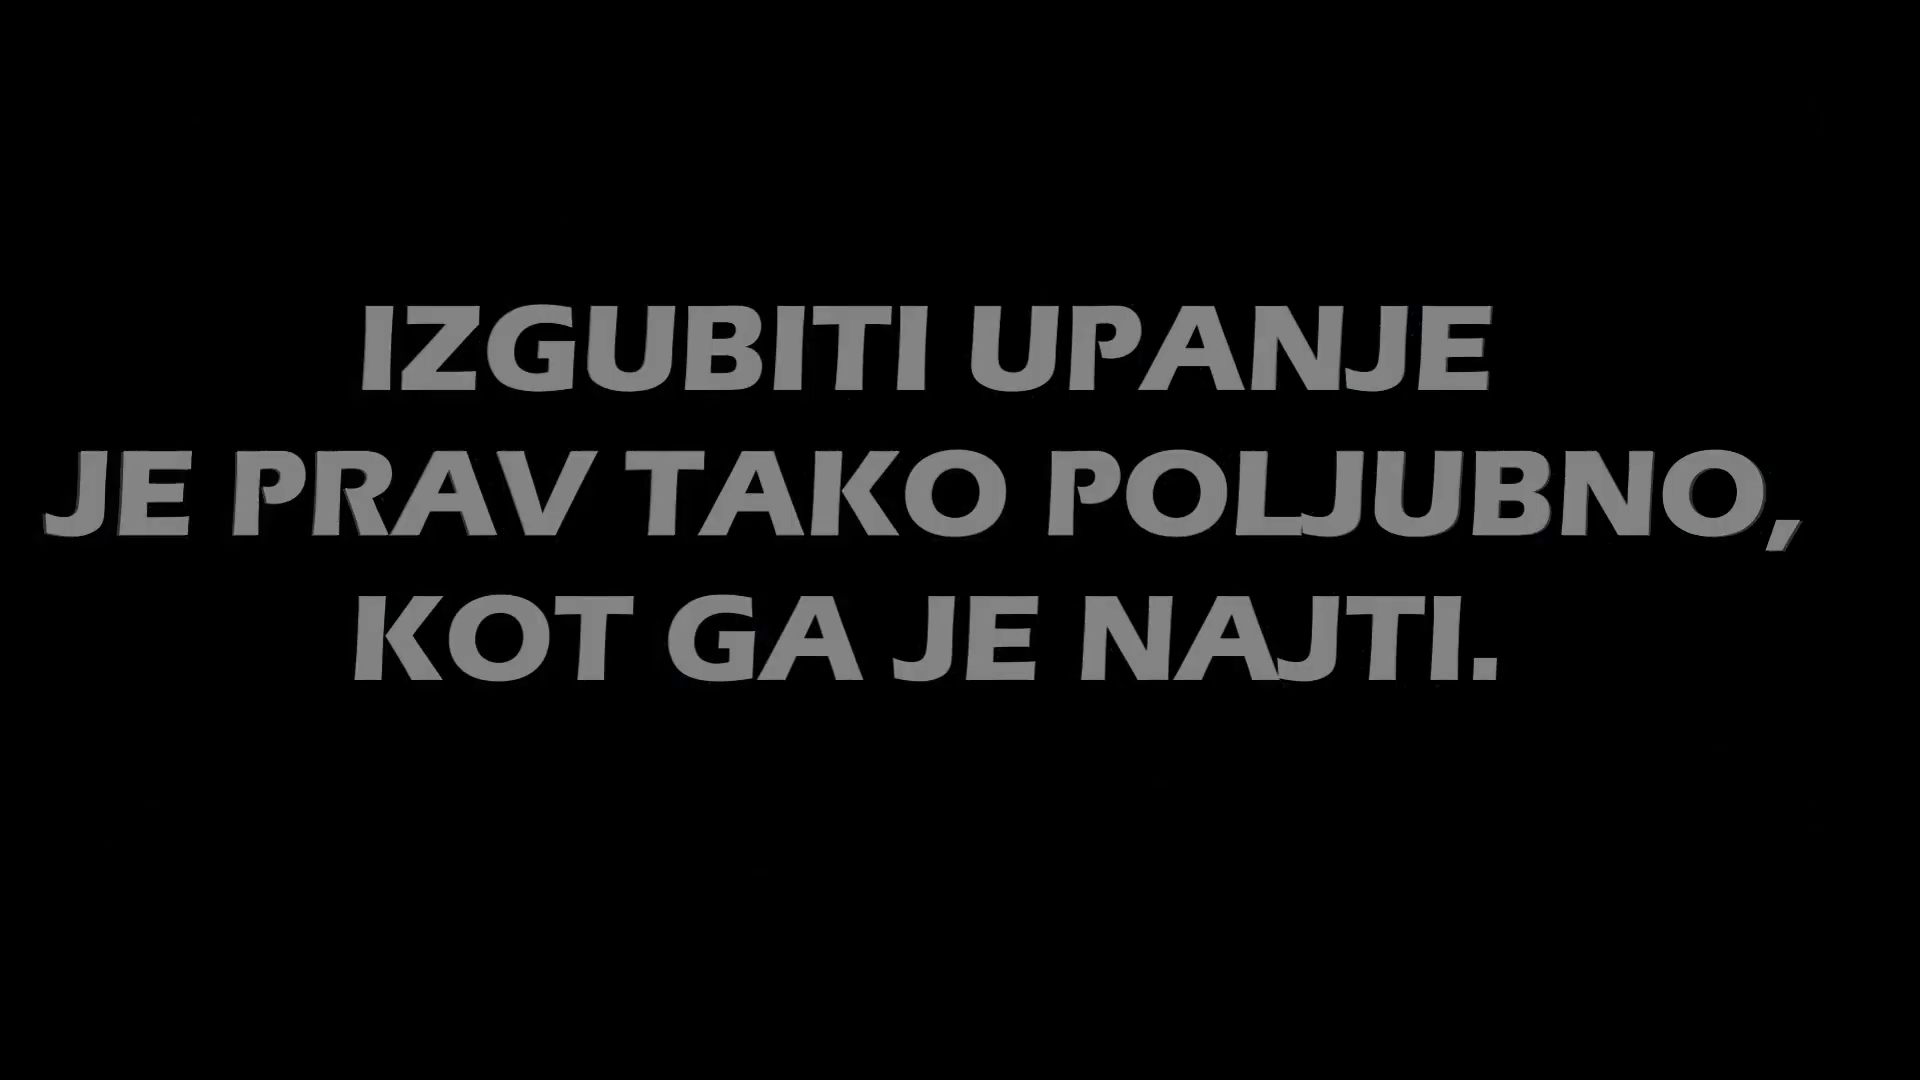 IZGUBITI UPANJE
JE PRAV TAKO POLJUBNO,
KOT GA JE NAJTI.